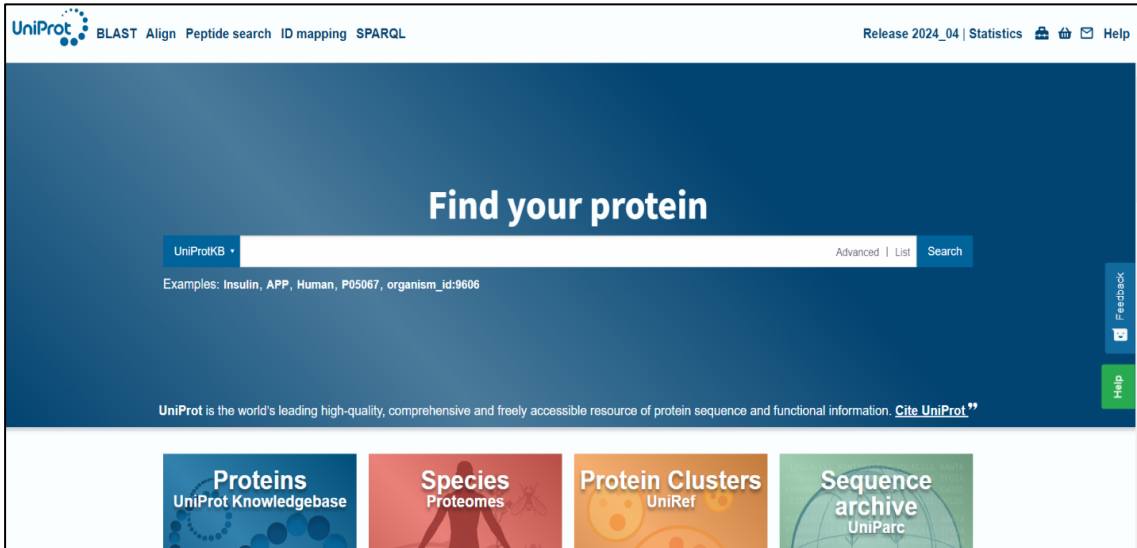 UniProt BLAST Align Peptide search ID mapping SPARQL Release 2024_04 | Statistics Help
Find your protein
UniProtKB Advanced | List Search
Examples: Insulin, APP, Human, P05067, organism_id:9606
Feedback
Help
UniProt is the world's leading high-quality, comprehensive and freely accessible resource of protein sequence and functional information. Cite UniProt
Proteins
UniProt Knowledgebase
Species
Proteomes
Protein Clusters
UniRef
Sequence
archive
UniParc